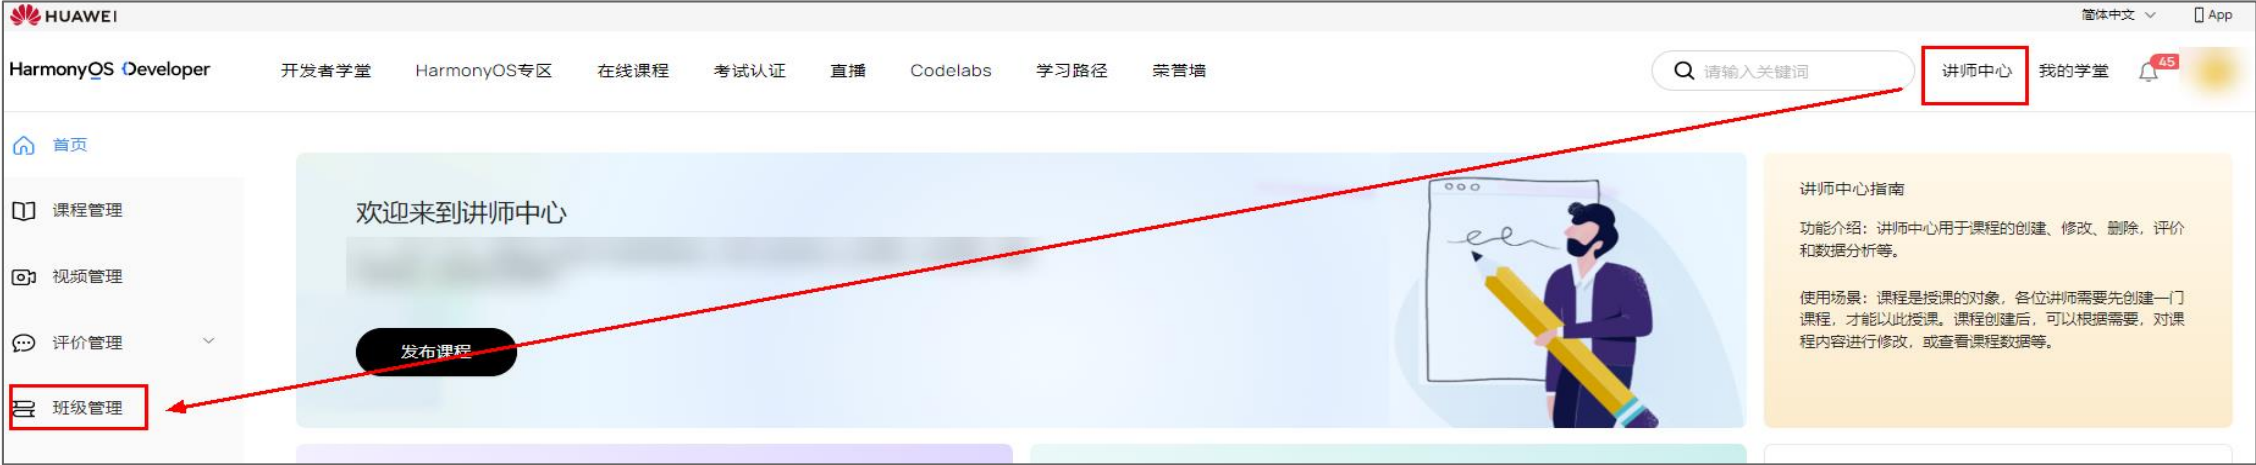 HUAWEI
简体中文
App
HarmonyOS Developer
开发者学堂
HarmonyOS专区
在线课程
考试认证
直播
Codelabs
学习路径
荣誉墙
请输入关键词
讲师中心
我的学堂
45
首页
课程管理
视频管理
评价管理
班级管理
欢迎来到讲师中心
发布课程
讲师中心指南
功能介绍：讲师中心用于课程的创建、修改、删除，评价
和数据分析等。
使用场景：课程是授课的对象，各位讲师需要先创建一门
课程，才能以此授课。课程创建后，可以根据需要，对课
程内容进行修改，或查看课程数据等。